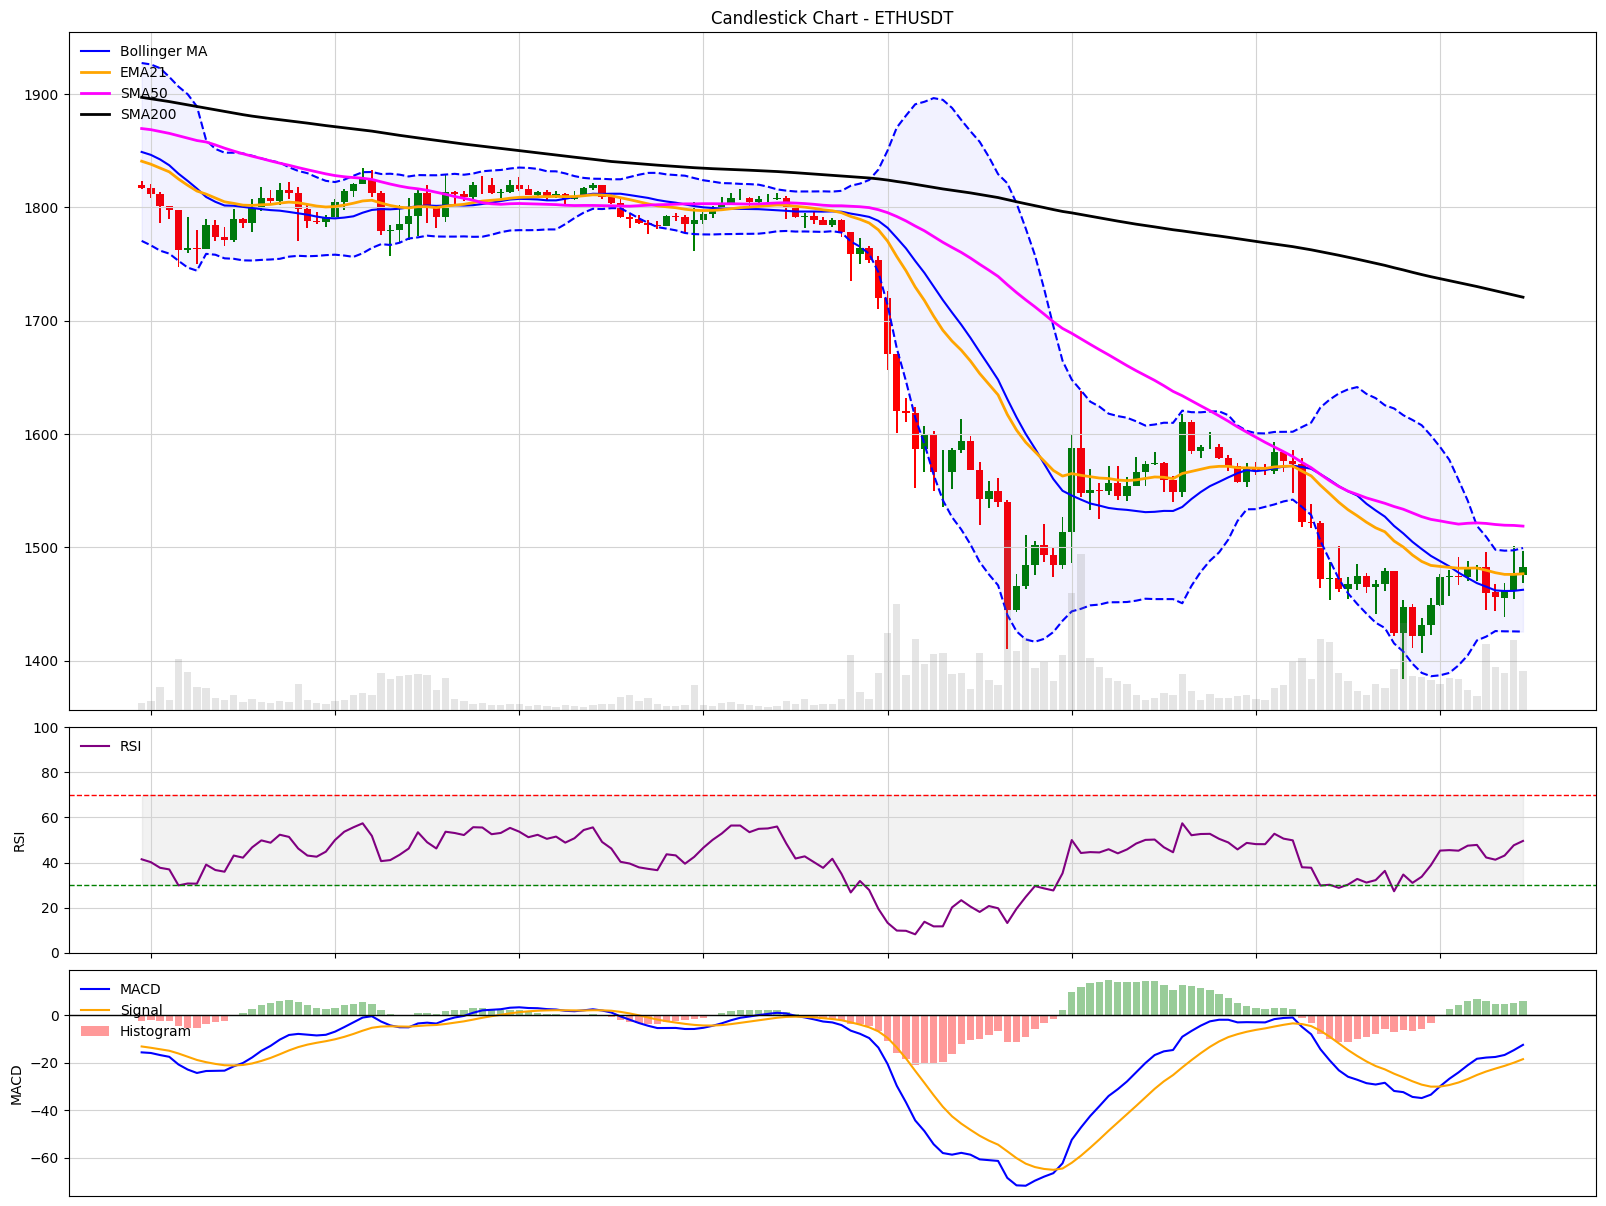 Candlestick Chart - ETHUSDT
Bollinger MA
EMA21
SMA50
SMA200
1900
1800
1700
1600
1500
1400
RSI
100
80
60
40
20
0
RSI
MACD
Signal
Histogram
0
−20
−40
−60
MACD